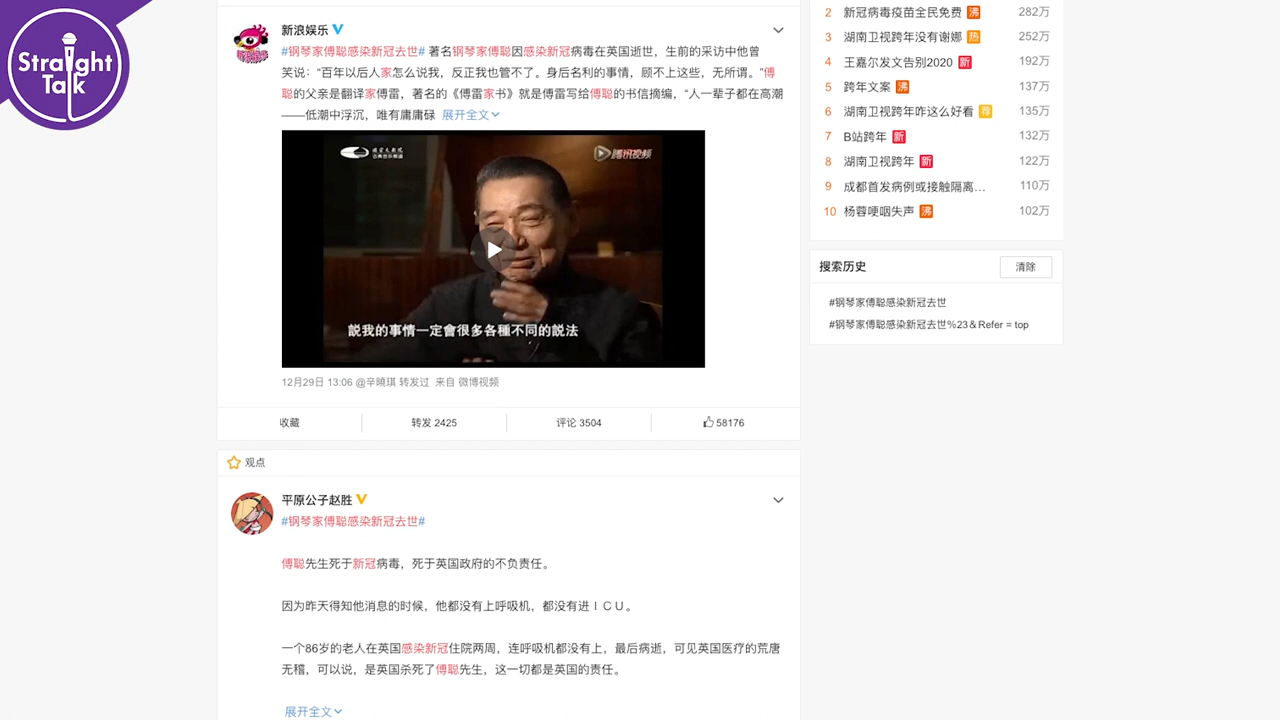 Straight
Talk
新浪娱乐
#钢琴家傅聪感染新冠去世# 著名钢琴家傅聪因感染新冠病毒在英国逝世，生前的采访中他曾
笑说：“百年以后人家怎么说我，反正我也管不了。身后名利的事情，顾不上这些，无所谓。”傅
聪的父亲是翻译家傅雷，著名的《傅雷家书》就是傅雷写给傅聪的书信摘编，“人一辈子都在高潮
——低潮中浮沉，唯有庸庸碌 展开全文
腾讯视频
説我的事情一定會很多各種不同的説法
12月29日 13:06 @辛曉琪 转发过 来自 微博视频
收藏
转发 2425
评论 3504
58176
观点
平原公子赵胜
#钢琴家傅聪感染新冠去世#
傅聪先生死于新冠病毒，死于英国政府的不负责任。
因为昨天得知他消息的时候，他都没有上呼吸机，都没有进ＩＣＵ。
一个86岁的老人在英国感染新冠住院两周，连呼吸机都没有上，最后病逝，可见英国医疗的荒唐
无稽，可以说，是英国杀死了傅聪先生，这一切都是英国的责任。
展开全文
2 新冠病毒疫苗全民免费 沸 282万
3 湖南卫视跨年没有谢娜 热 252万
4 王嘉尔发文告别2020 新 192万
5 跨年文案 沸 137万
6 湖南卫视跨年咋这么好看 荐 135万
7 B站跨年 新 132万
8 湖南卫视跨年 新 122万
9 成都首发病例或接触隔离... 110万
10 杨蓉哽咽失声 沸 102万
搜索历史
清除
#钢琴家傅聪感染新冠去世
#钢琴家傅聪感染新冠去世%23＆Refer = top